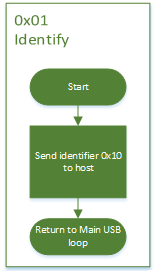 0x01
Identify
Start
Send identifier 0x10
to host
Return to Main USB
loop